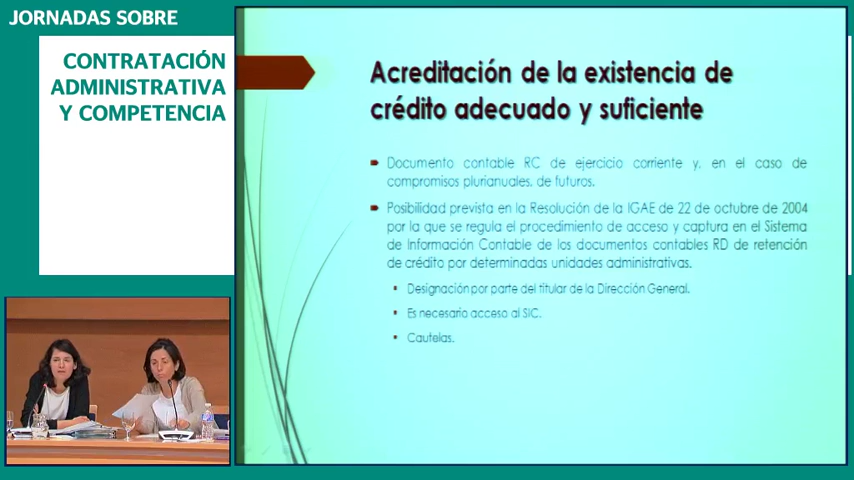 JORNADAS SOBRE
CONTRATACIÓN
ADMINISTRATIVA
Y COMPETENCIA
Acreditación de la existencia de
crédito adecuado y suficiente
Documento contable RC de ejercicio corriente y, en el caso de
compromisos plurianuales, de futuros.
Posibilidad prevista en la Resolución de la IGAE de 22 de octubre de 2004
por la que se regula el procedimiento de acceso y captura en el Sistema
de Información Contable de los documentos contables RD de retención
de crédito por determinadas unidades administrativas.
Designación por parte del titular de la Dirección General.
Es necesario acceso al SIC.
Cautelas.